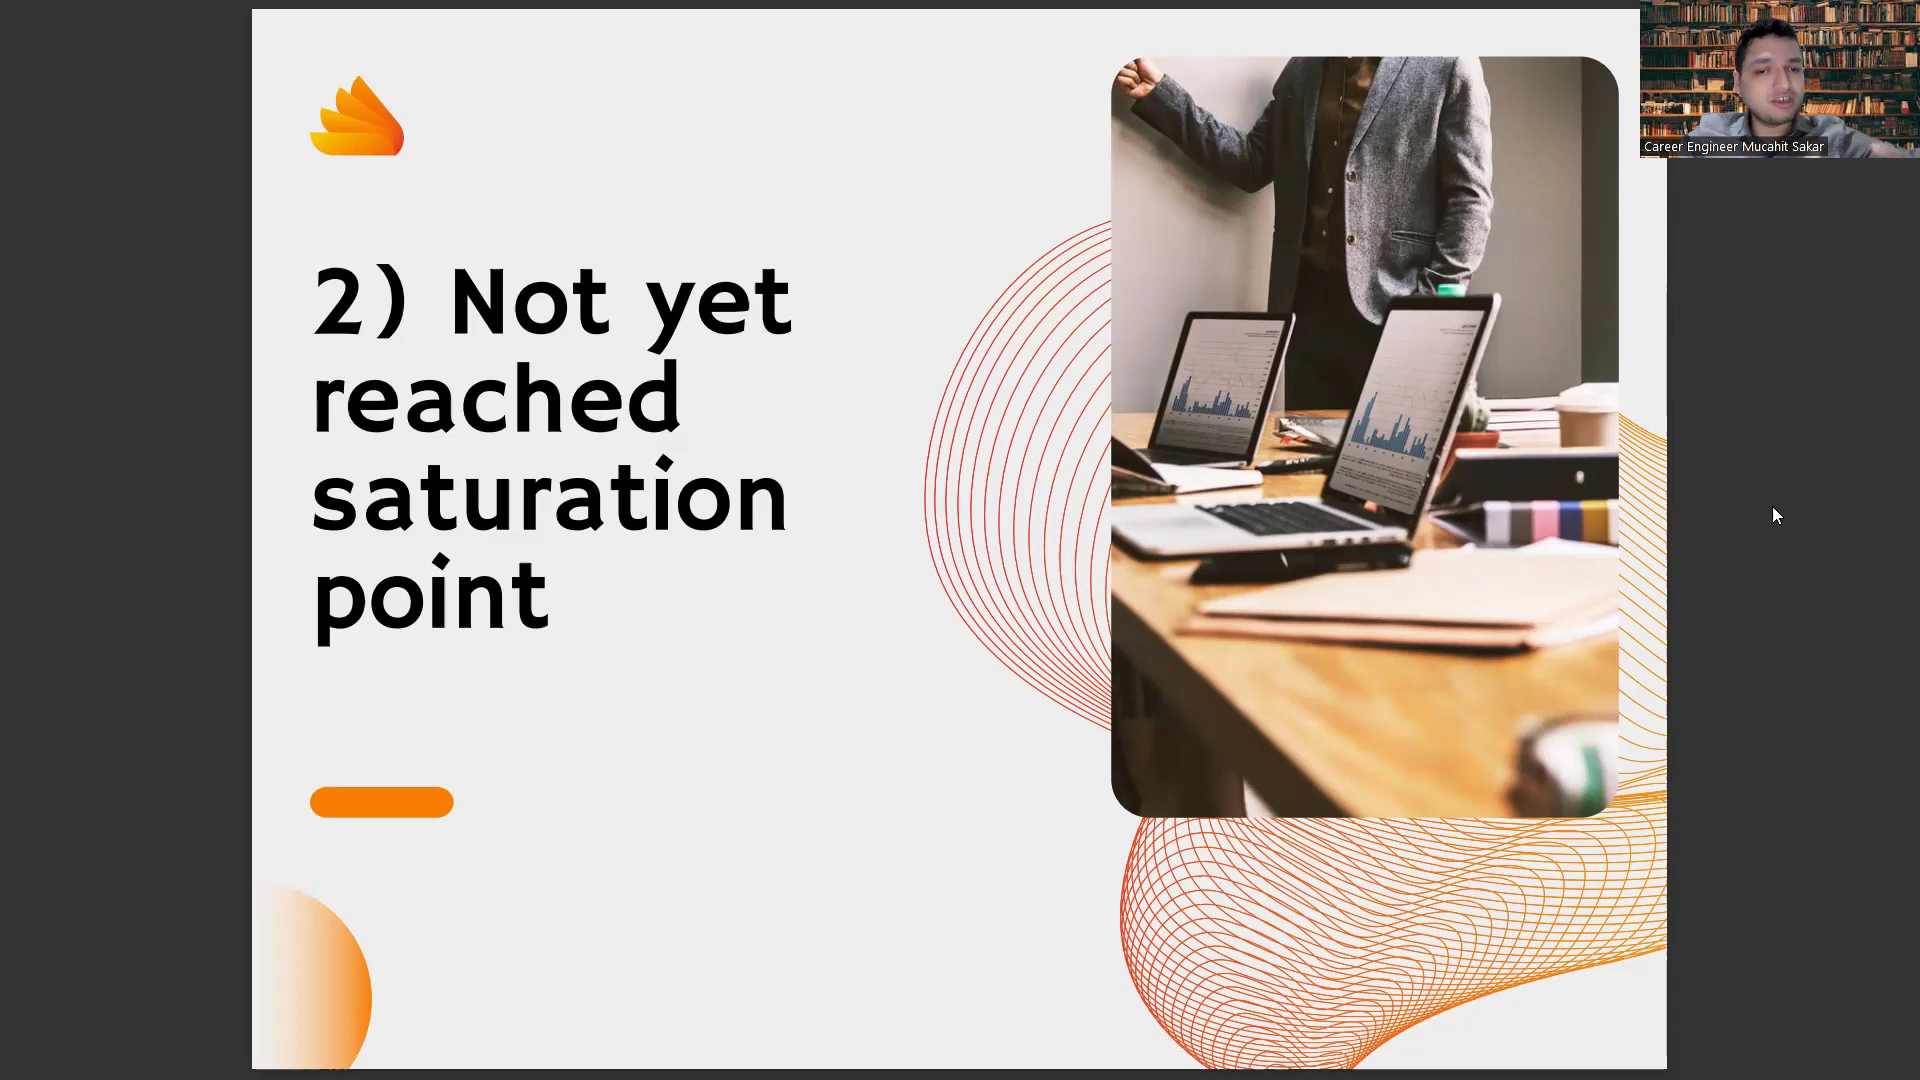 2) Not yet
reached
saturation
point
Career Engineer Mucahit Sakar